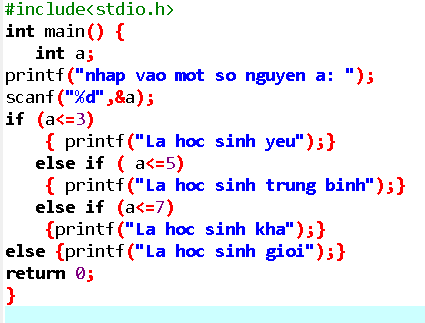 #include<stdio.h>
int main() {
int a;
printf("nhap vao mot so nguyen a: ");
scanf("%d",&a);
if (a<=3)
{ printf("La hoc sinh yeu");}
else if ( a<=5)
{ printf("La hoc sinh trung binh");}
else if (a<=7)
{printf("La hoc sinh kha");}
else {printf("La hoc sinh gioi");}
return 0;
}